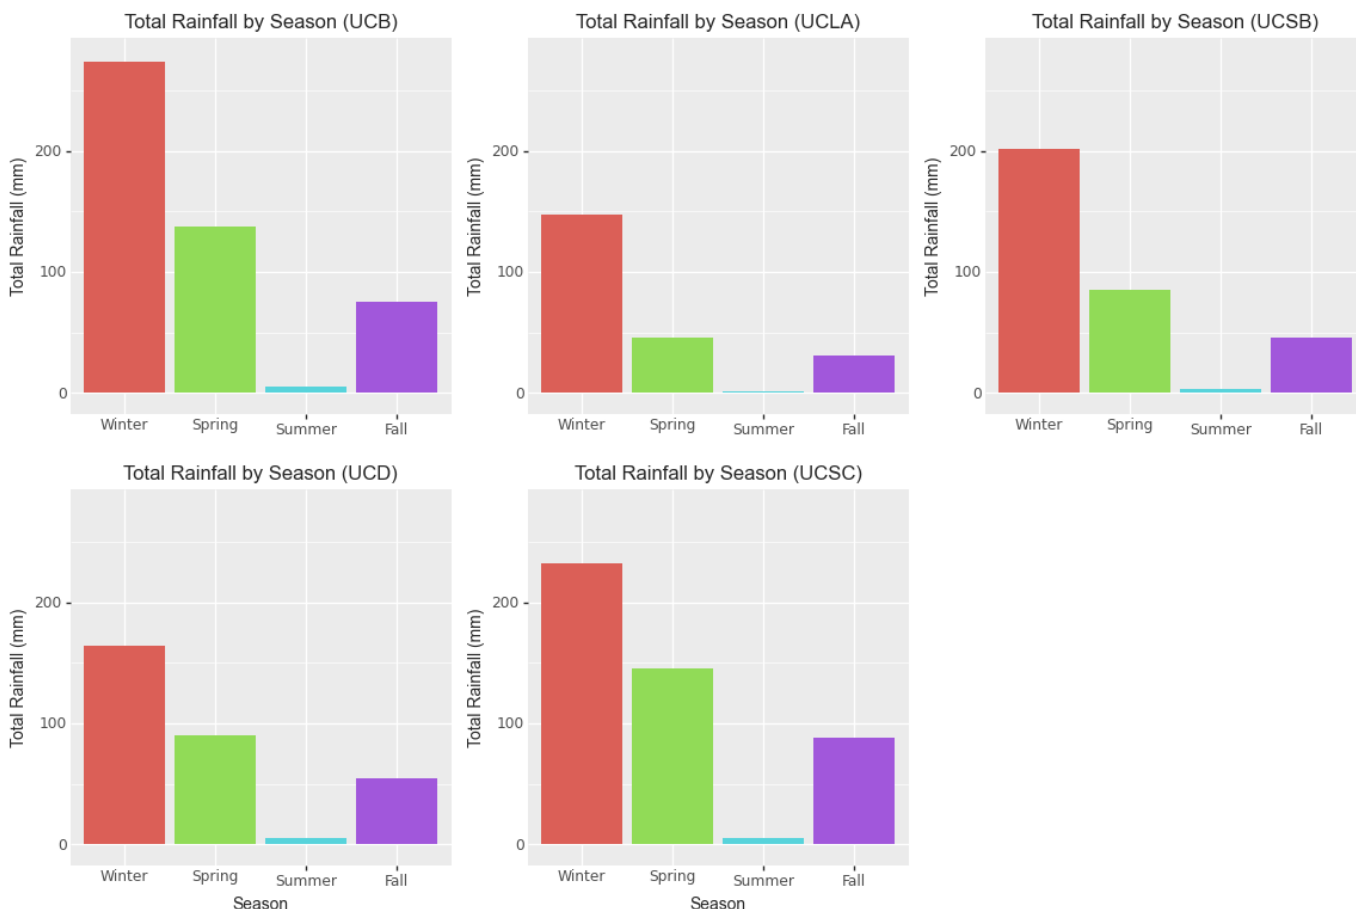 Total Rainfall by Season (UCB)
Total Rainfall (mm)
200
100
0
Winter Spring Summer Fall
Total Rainfall by Season (UCLA)
Total Rainfall (mm)
200
100
0
Winter Spring Summer Fall
Total Rainfall by Season (UCSB)
Total Rainfall (mm)
200
100
0
Winter Spring Summer Fall
Total Rainfall by Season (UCD)
Total Rainfall (mm)
200
100
0
Winter Spring Summer Fall
Season
Total Rainfall by Season (UCSC)
Total Rainfall (mm)
200
100
0
Winter Spring Summer Fall
Season